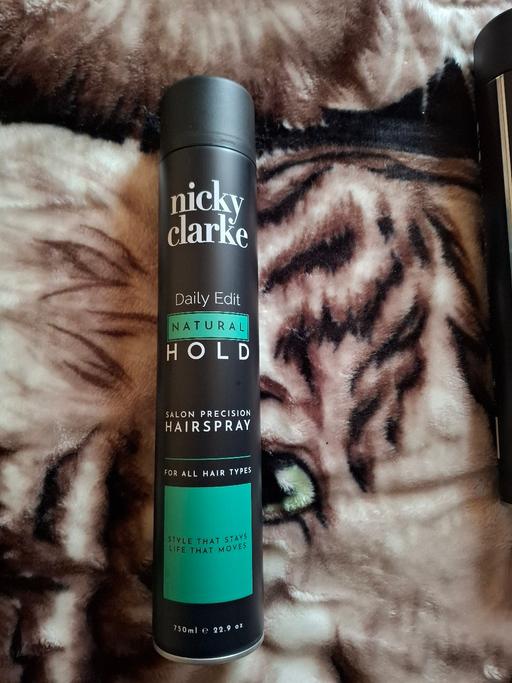 nicky
clarke
Daily Edit
NATURAL
HOLD
SALON PRECISION
HAIRSPRAY
FOR ALL HAIR TYPES
STYLE THAT STAYS
LIFE THAT MOVES
750ml ℮ 22.9 oz